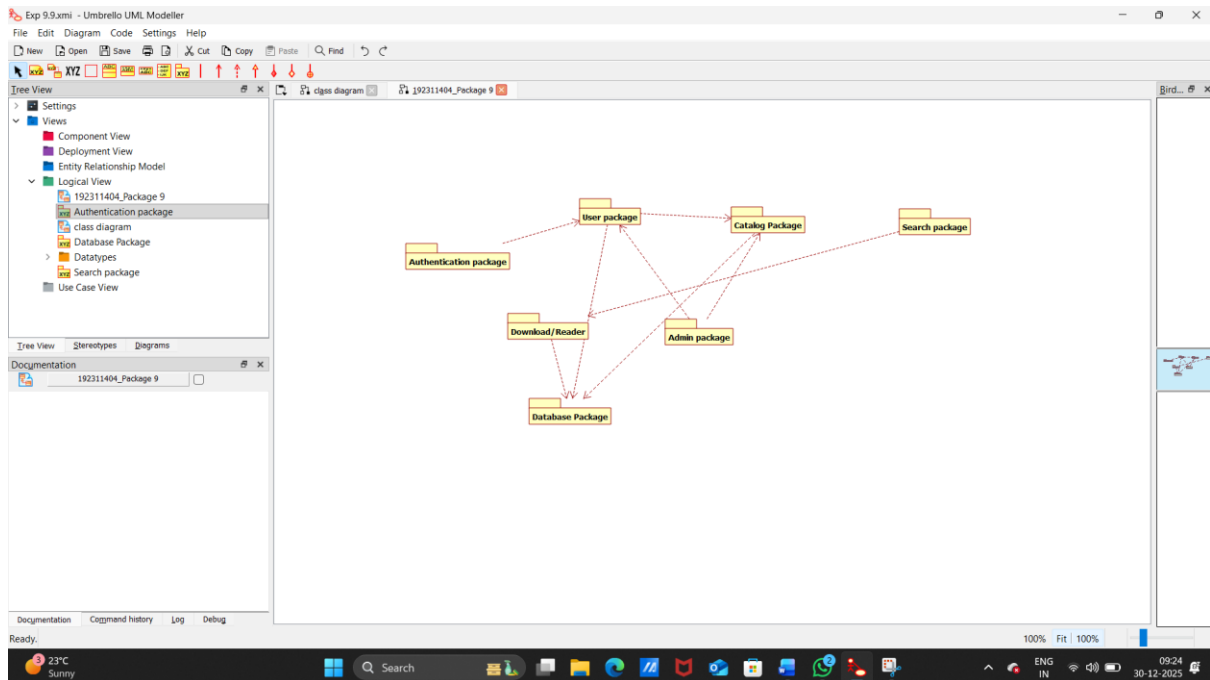 Exp 9.9.xmi - Umbrello UML Modeller
File Edit Diagram Code Settings Help
New Open Save Cut Copy Paste Find
XYZ
Tree View
class diagram 192311404_Package 9
Bird...
Settings
Views
Component View
Deployment View
Entity Relationship Model
Logical View
192311404_Package 9
Authentication package
class diagram
Database Package
Datatypes
Search package
Use Case View
Tree View Stereotypes Diagrams
Documentation
192311404_Package 9
User package
Catalog Package
Search package
Authentication package
Download/Reader
Admin package
Database Package
Documentation Command history Log Debug
Ready.
100% Fit 100%
3
23°C
Sunny
Search
2
ENG
IN
09:24
30-12-2025